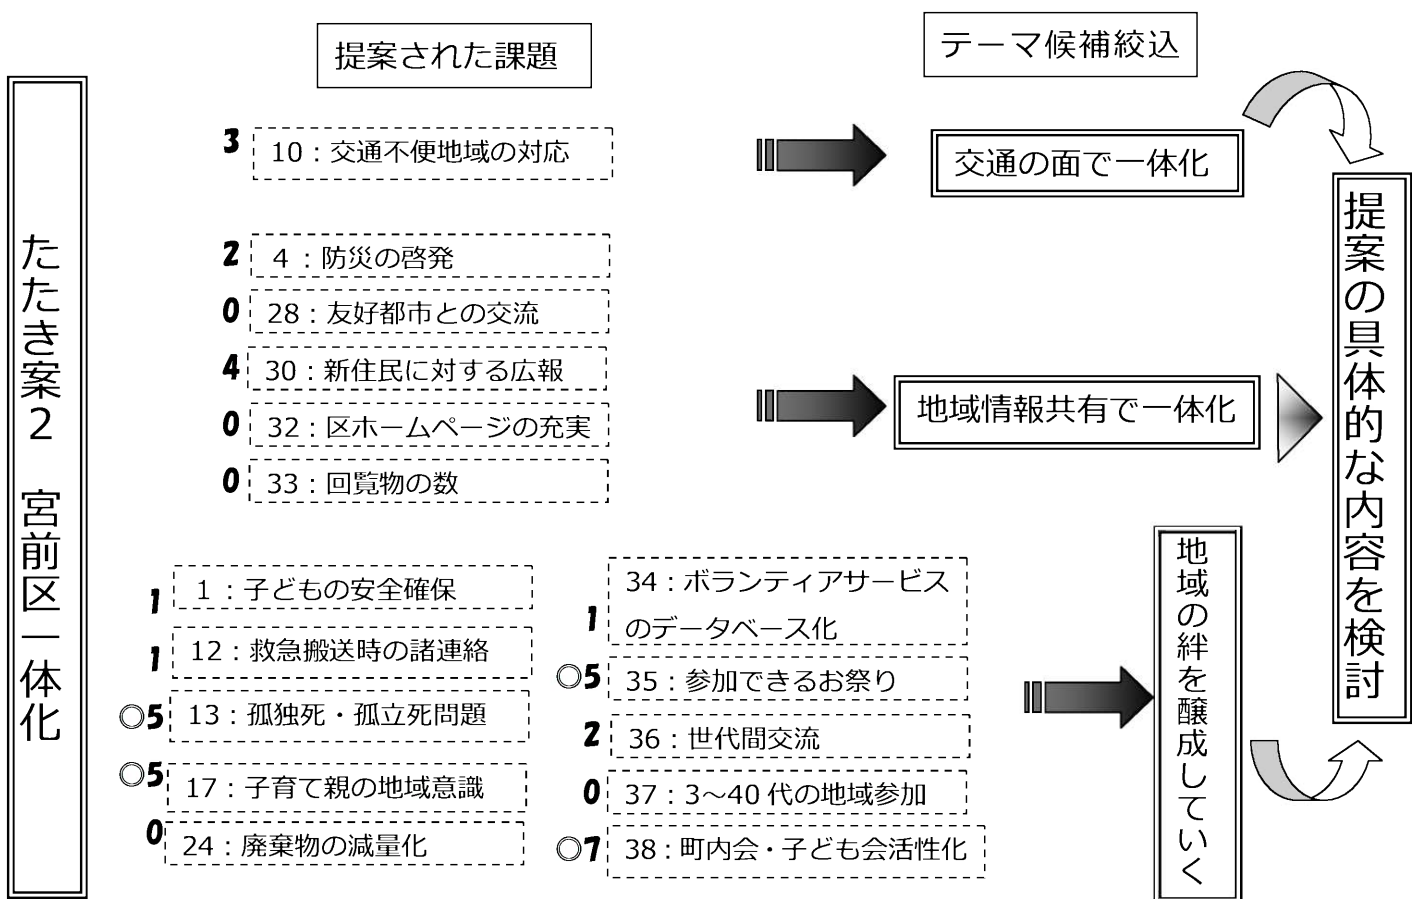 提案された課題
テーマ候補絞込
たたき案2 宮前区一体化
3 10:交通不便地域の対応
交通の面で一体化
2 4:防災の啓発
0 28:友好都市との交流
4 30:新住民に対する広報
0 32:区ホームページの充実
0 33:回覧物の数
地域情報共有で一体化
1 1:子どもの安全確保
1 12:救急搬送時の諸連絡
◎5 13:孤独死・孤立死問題
◎5 17:子育て親の地域意識
0 24:廃棄物の減量化
34:ボランティアサービス
1 のデータベース化
◎5 35:参加できるお祭り
2 36:世代間交流
0 37:3～40代の地域参加
◎7 38:町内会・子ども会活性化
地域の絆を醸成していく
提案の具体的な内容を検討